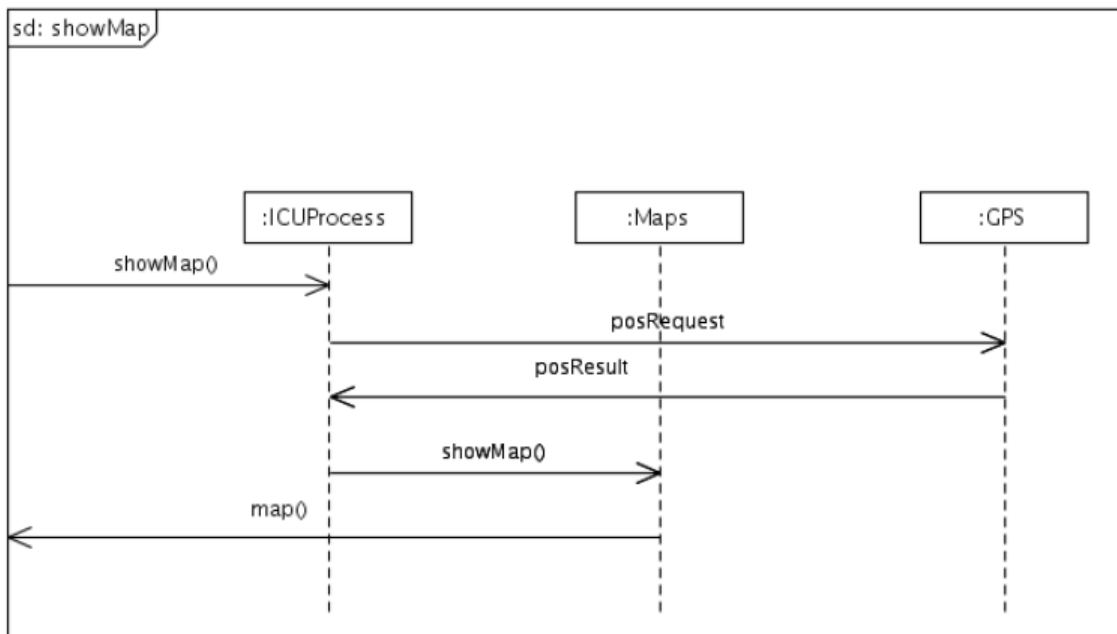 sd: showMap
:ICUProcess
:Maps
:GPS
showMap()
posRequest
posResult
showMap()
map()